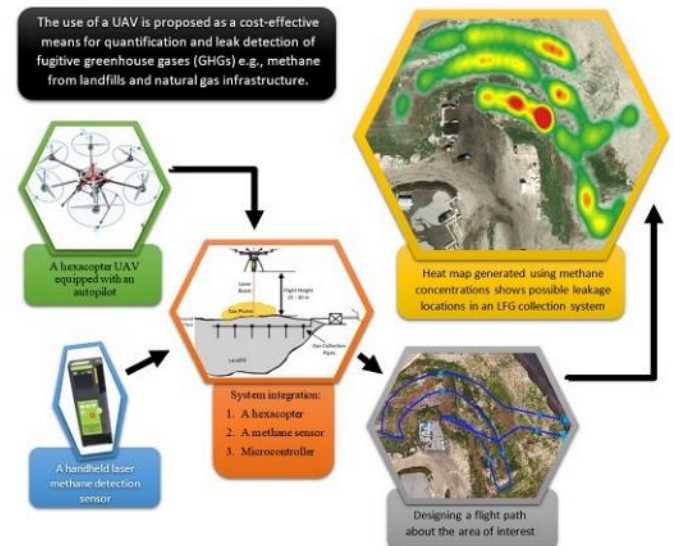 The use of a UAV is proposed as a cost-effective
means for quantification and leak detection of
fugitive greenhouse gases (GHGs) e.g., methane
from landfills and natural gas infrastructure.
A hexacopter UAV
equipped with an
autopilot
Laser
Beam
Flight Height
Gas Plume
Gas Collection
Pipes
Landfill
System integration:
1. A hexacopter
2. A methane sensor
3. Microcontroller
A handheld laser
methane detection
sensor
Heat map generated using methane
concentrations shows possible leakage
locations in an LFG collection system
Designing a flight path
about the area of interest